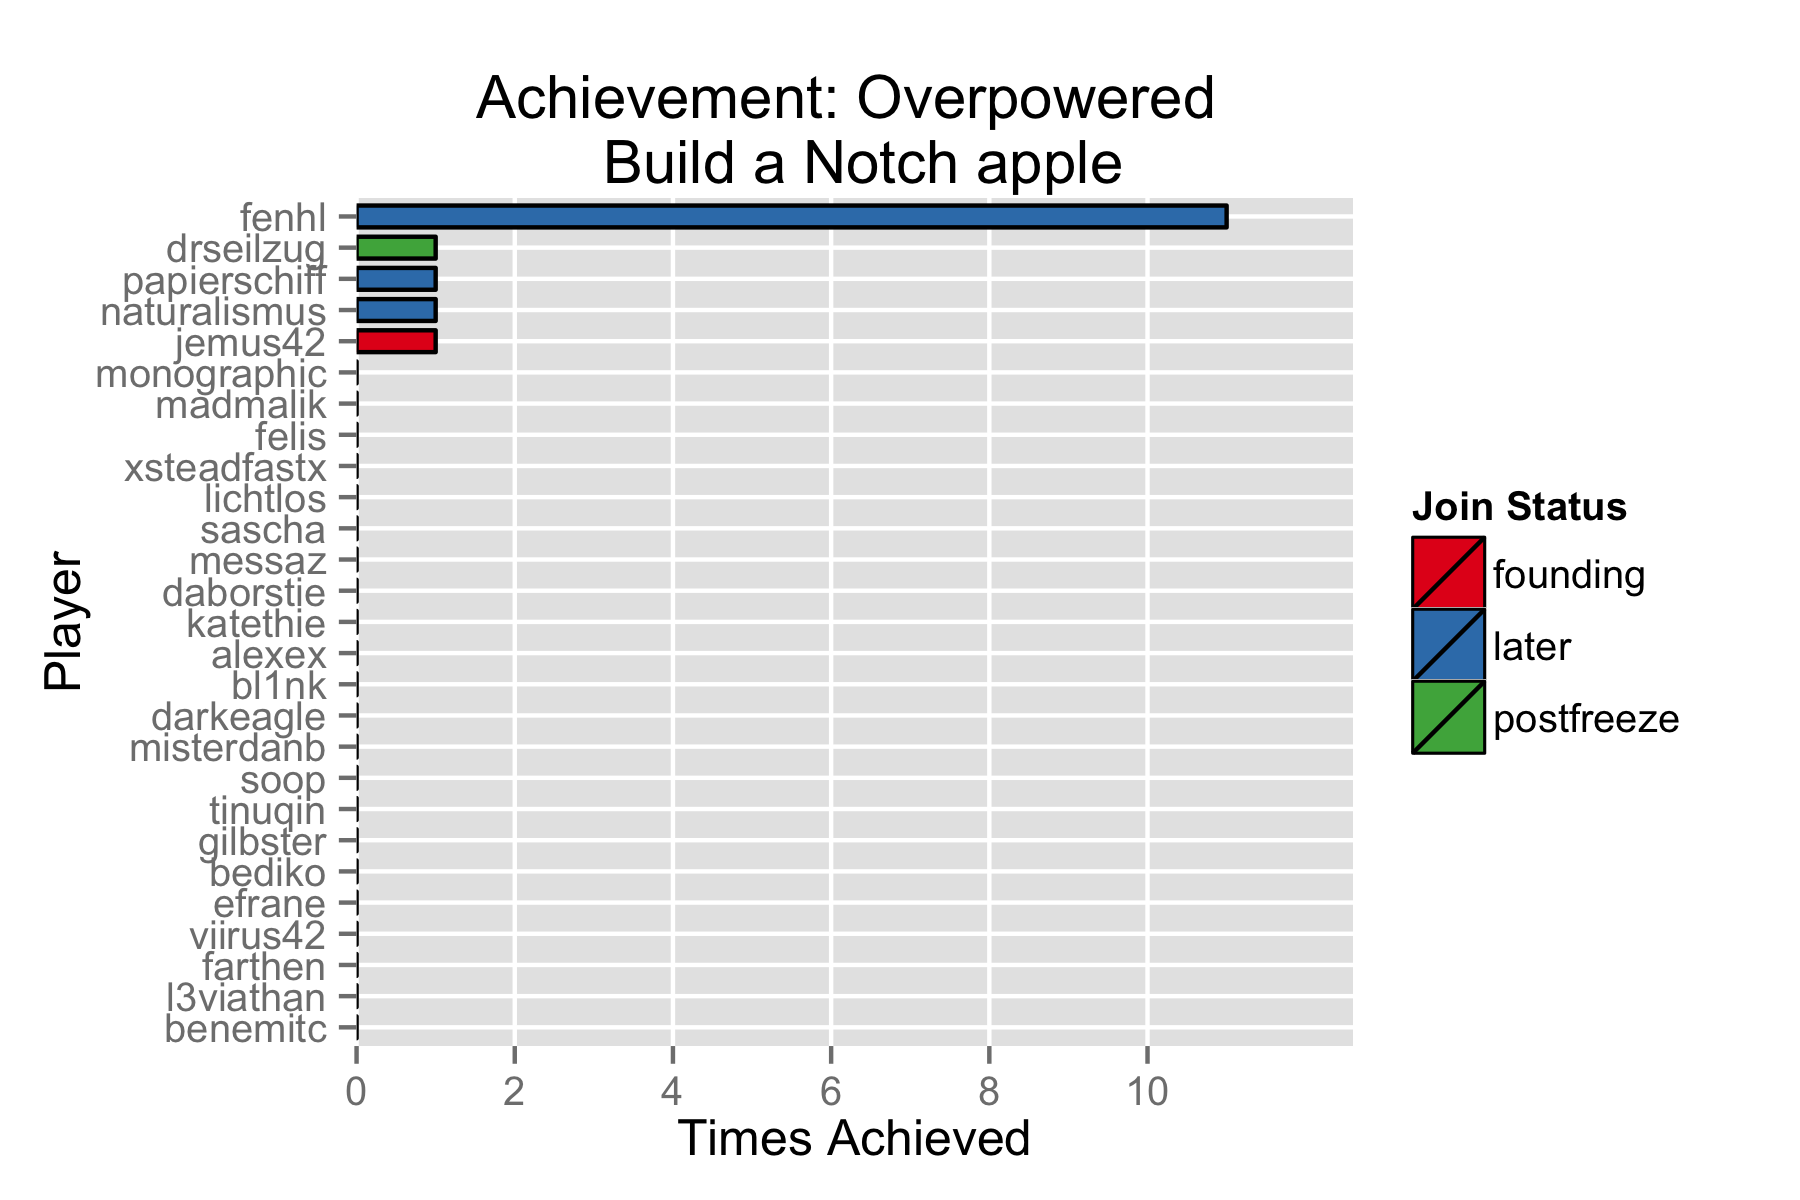 Achievement: Overpowered
Build a Notch apple
Player
fenhl
drseilzug
papierschiff
naturalismus
jemus42
monographic
madmalik
felis
xsteadfastx
lichtlos
sascha
messaz
daborstie
katethie
alexex
bl1nk
darkeagle
misterdanb
soop
tinuqin
gilbster
bediko
efrane
viirus42
farthen
l3viathan
benemitc
0 2 4 6 8 10
Times Achieved
Join Status
founding
later
postfreeze